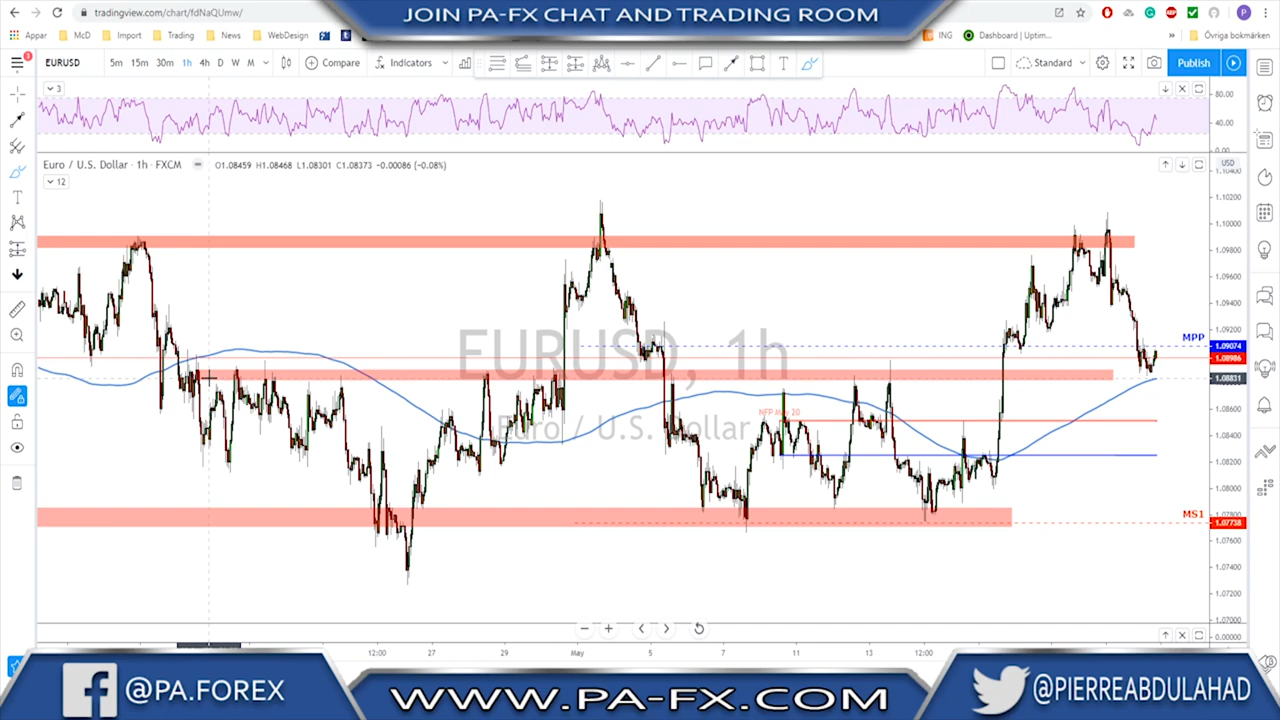 JOIN PA-FX CHAT AND TRADING ROOM
tradingview.com/chart/fdNaQUmw/
P
Appar McD Import Trading News WebDesign ING Dashboard | Uptim... » Övriga bokmärken
EURUSD 5m 15m 30m 1h 4h D W M Compare Indicators Standard Publish
3
80.00
40.00
0.00
Euro / U.S. Dollar · 1h · FXCM O1.08459 H1.08468 L1.08301 C1.08373 -0.00086 (-0.08%)
USD
12
1.10400
1.10200
1.10000
1.09800
1.09600
1.09400
1.09200
MPP
1.09074
1.08986
1.08831
EURUSD, 1h
NFP May 20
1.08600
Euro / U.S. Dollar
1.08400
1.08200
1.08000
1.07800
MS1
1.07738
1.07600
1.07400
1.07200
1.07000
0.00000
12:00 27 29 May 5 7 11 13 12:00
@PA.FOREX
WWW.PA-FX.COM
@PIERREABDULAHAD